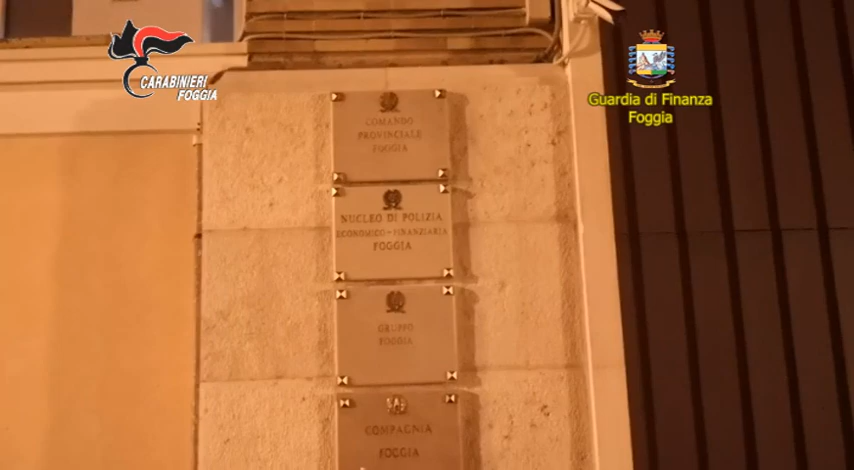 CARABINIERI
FOGGIA
Guardia di Finanza
Foggia
COMANDO
PROVINCIALE
FOGGIA
NUCLEO DI POLIZIA
ECONOMICO-FINANZIARIA
FOGGIA
GRUPPO
FOGGIA
COMPAGNIA
FOGGIA